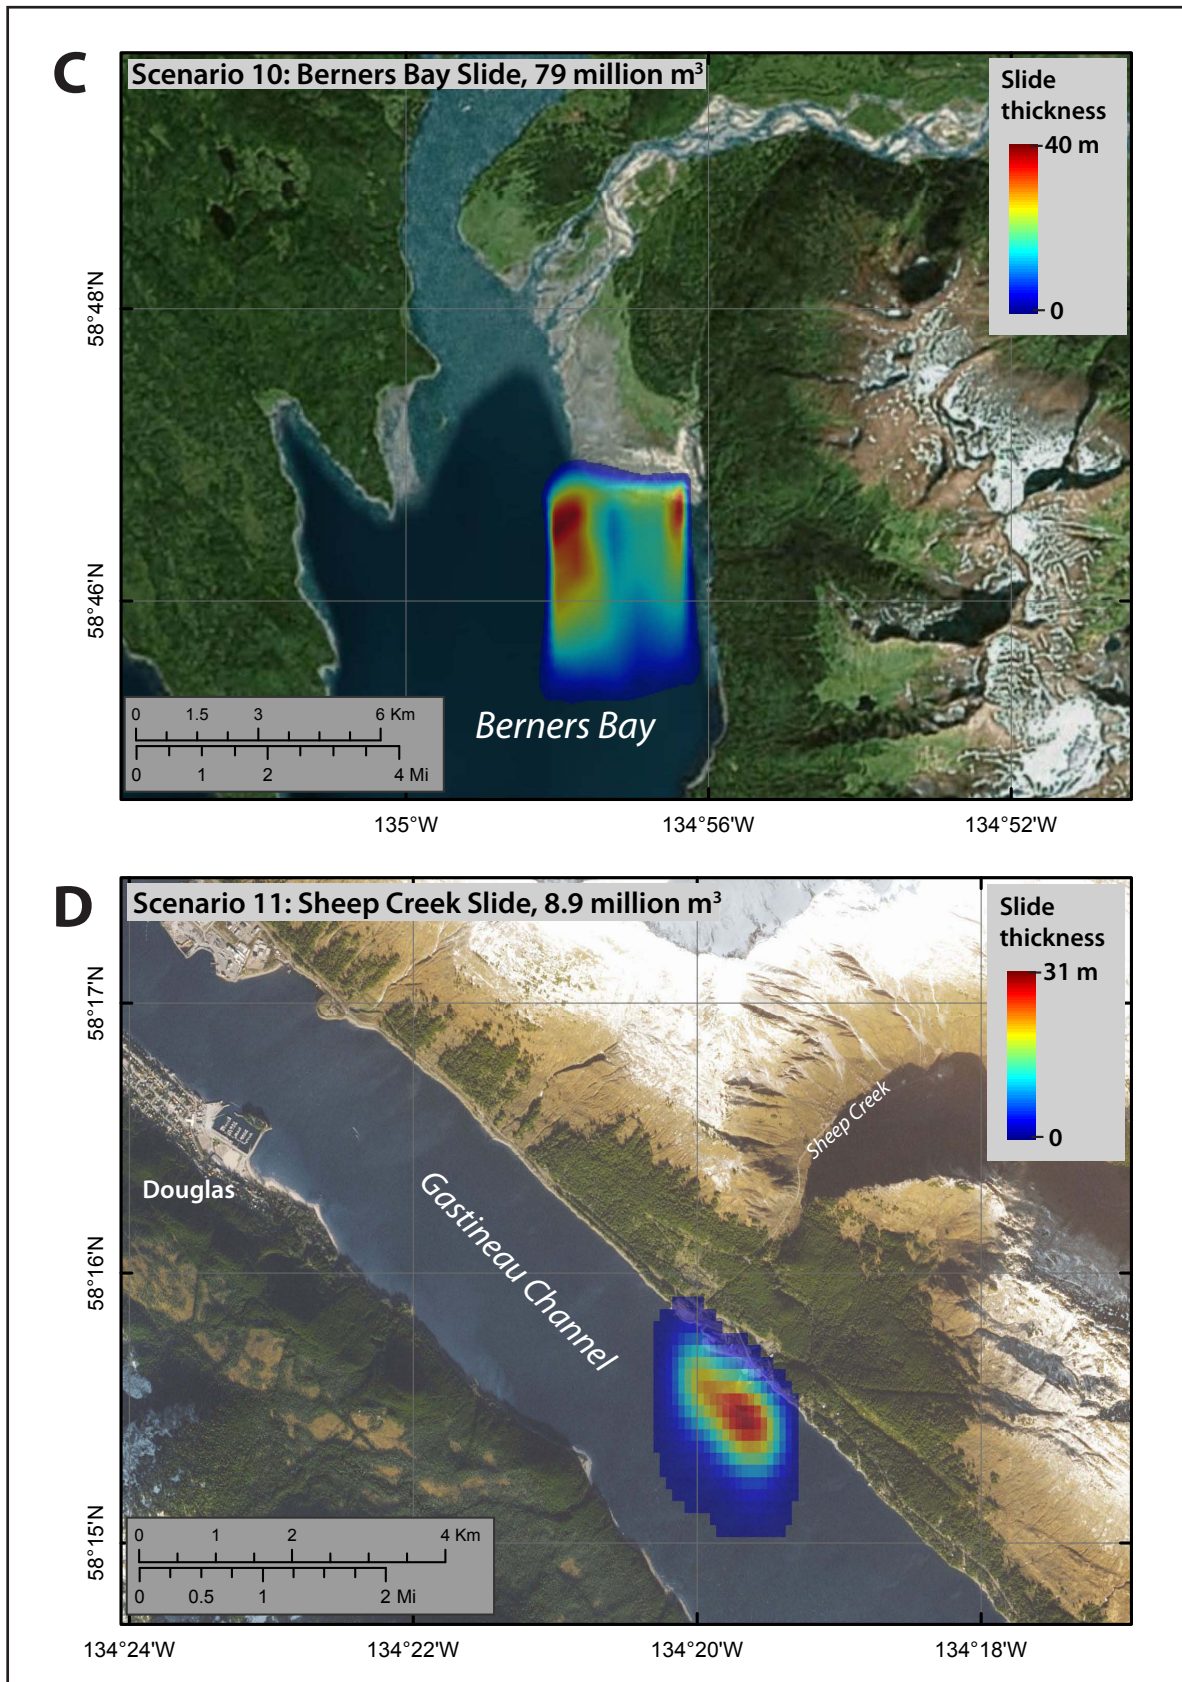 C
Scenario 10: Berners Bay Slide, 79 million m³
Slide
thickness
40 m
0
58°48'N
58°46'N
Berners Bay
0 1.5 3 6 Km
0 1 2 4 Mi
135°W 134°56'W 134°52'W
D
Scenario 11: Sheep Creek Slide, 8.9 million m³
Slide
thickness
31 m
0
58°17'N
Sheep Creek
Douglas
Gastineau Channel
58°16'N
58°15'N
0 1 2 4 Km
0 0.5 1 2 Mi
134°24'W 134°22'W 134°20'W 134°18'W